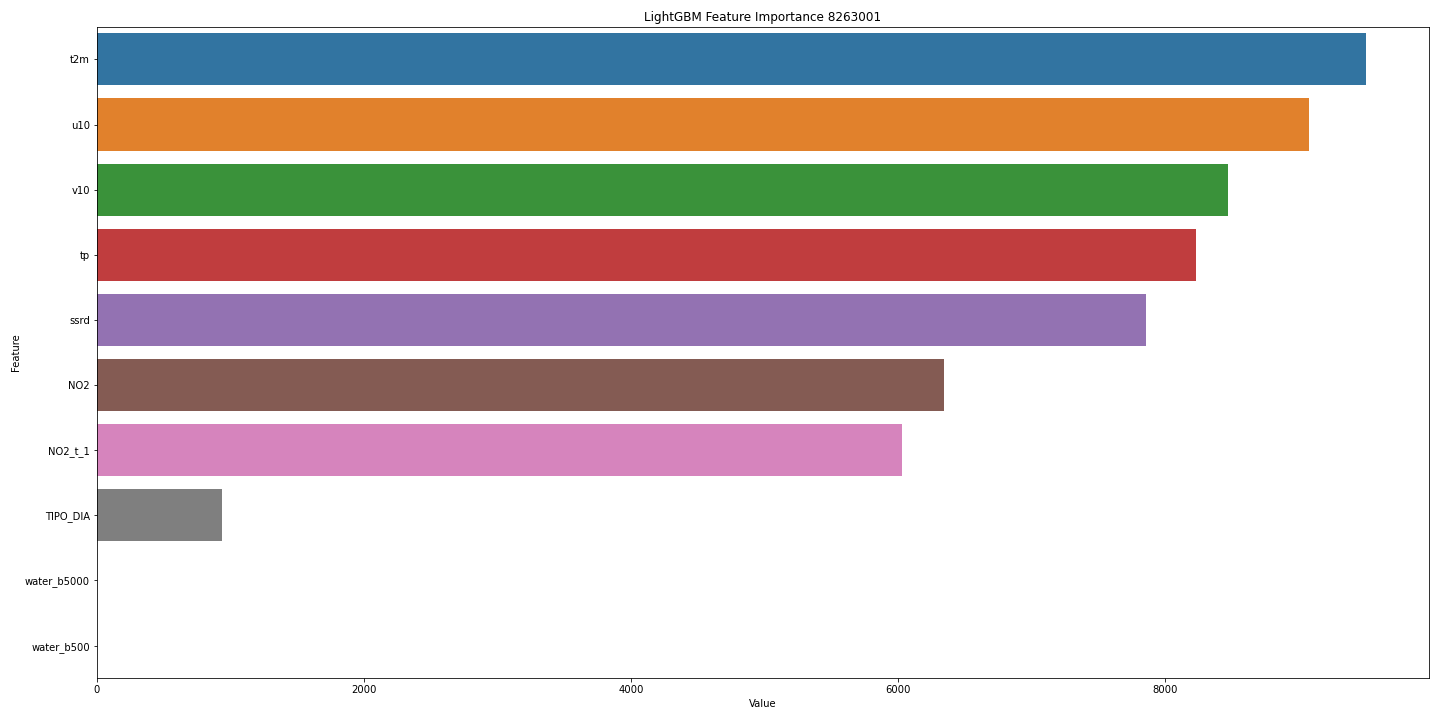 LightGBM Feature Importance 8263001
t2m
u10
v10
tp
ssrd
NO2
NO2_t_1
TIPO_DIA
water_b5000
water_b500
Feature
0 2000 4000 6000 8000
Value